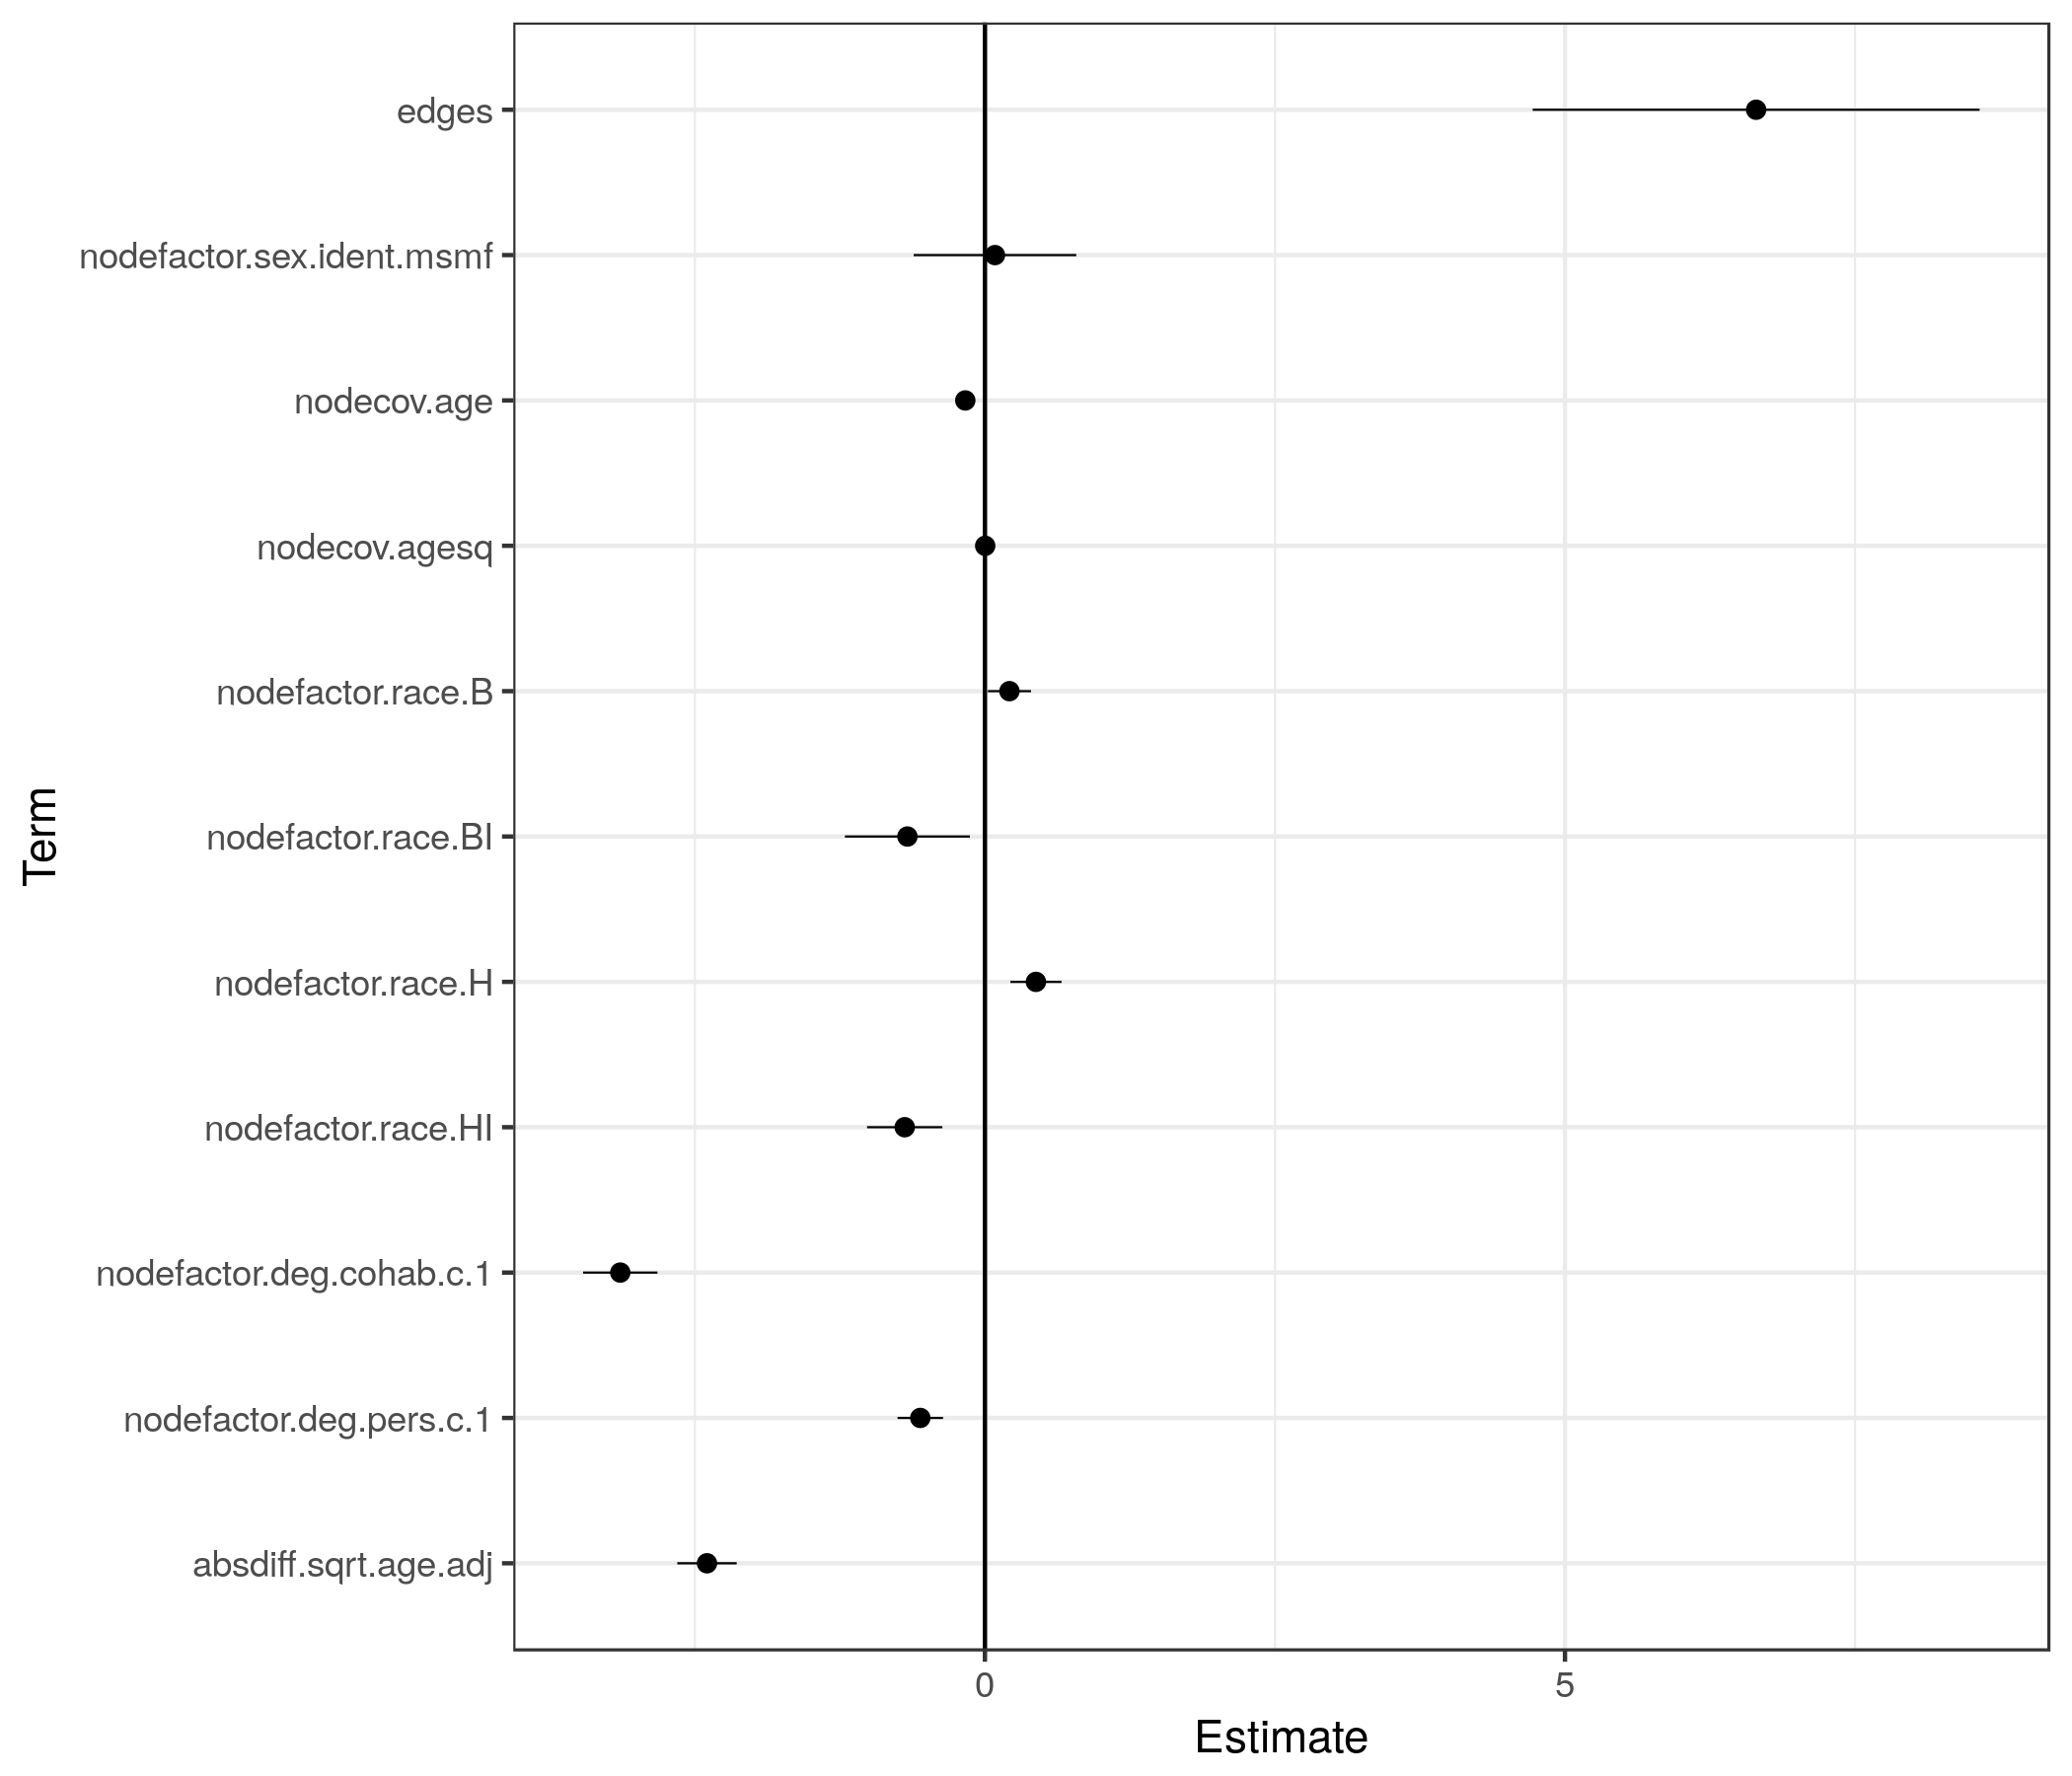 edges
nodefactor.sex.ident.msmf
nodecov.age
nodecov.agesq
nodefactor.race.B
nodefactor.race.BI
nodefactor.race.H
nodefactor.race.HI
nodefactor.deg.cohab.c.1
nodefactor.deg.pers.c.1
absdiff.sqrt.age.adj
Term
0 5
Estimate